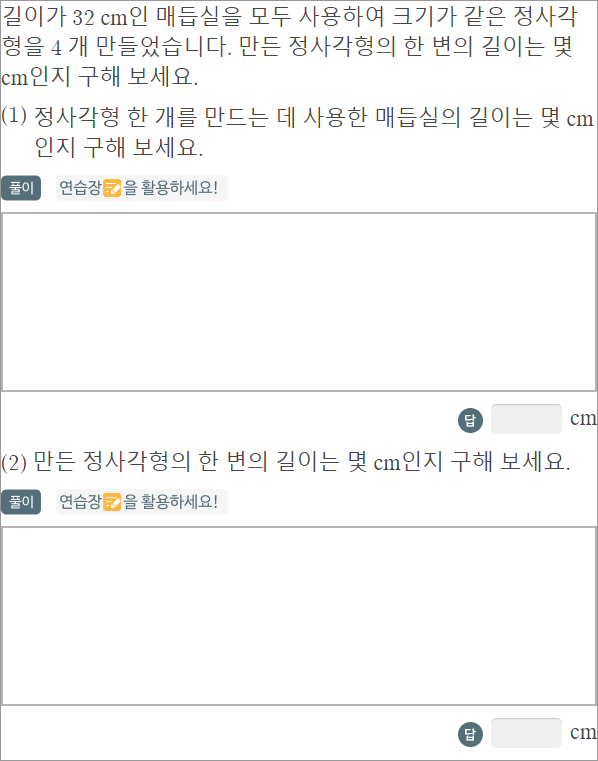 길이가 32 cm인 매듭실을 모두 사용하여 크기가 같은 정사각
형을 4 개 만들었습니다. 만든 정사각형의 한 변의 길이는 몇
cm인지 구해 보세요.
(1) 정사각형 한 개를 만드는 데 사용한 매듭실의 길이는 몇 cm
인지 구해 보세요.
풀이 연습장을 활용하세요!
답 cm
(2) 만든 정사각형의 한 변의 길이는 몇 cm인지 구해 보세요.
풀이 연습장을 활용하세요!
답 cm